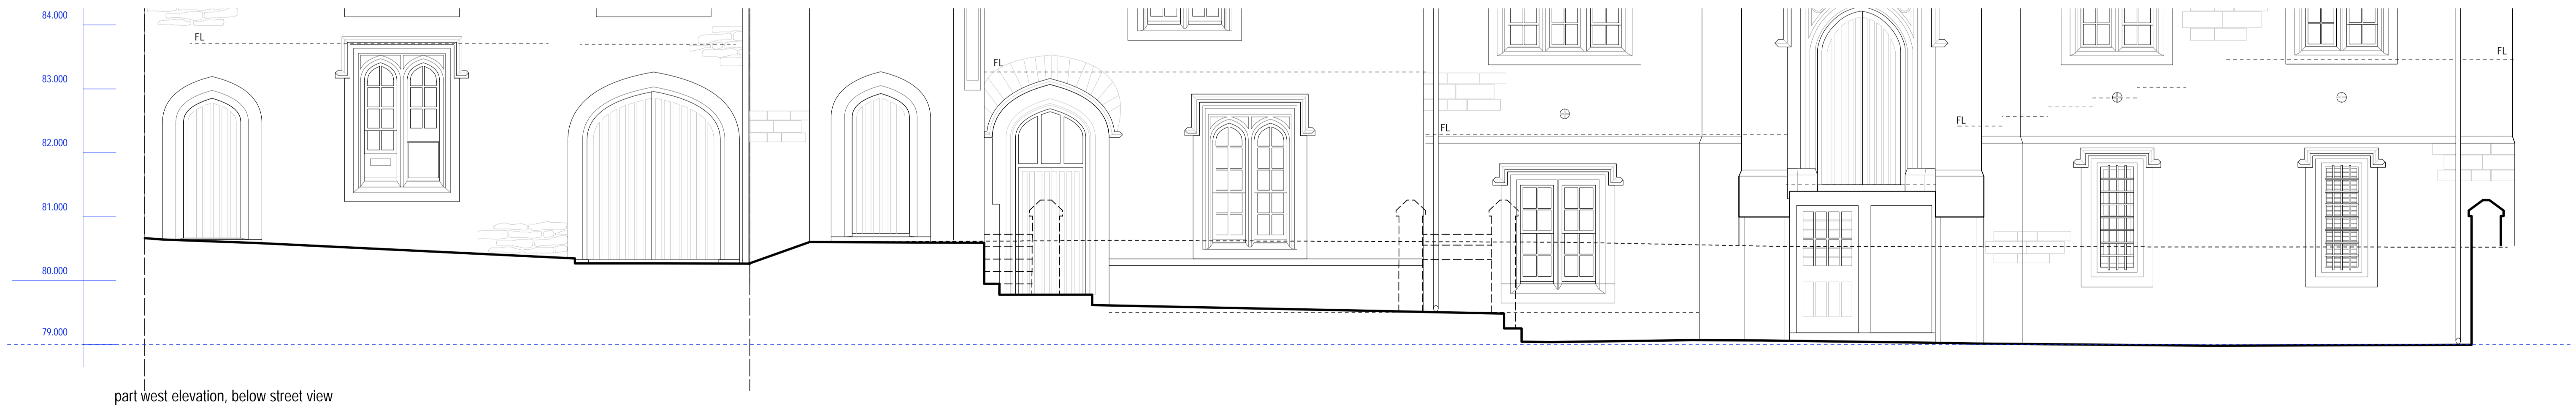 84.000
FL
FL
83.000
FL
82.000
FL
FL
81.000
80.000
79.000
part west elevation, below street view